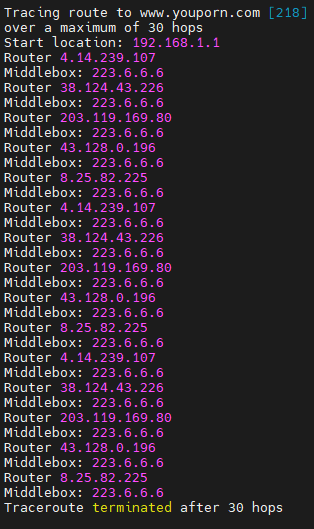 Tracing route to www.youporn.com [218]
over a maximum of 30 hops
Start location: 192.168.1.1
Router 4.14.239.107
Middlebox: 223.6.6.6
Router 38.124.43.226
Middlebox: 223.6.6.6
Router 203.119.169.80
Middlebox: 223.6.6.6
Router 43.128.0.196
Middlebox: 223.6.6.6
Router 8.25.82.225
Middlebox: 223.6.6.6
Router 4.14.239.107
Middlebox: 223.6.6.6
Router 38.124.43.226
Middlebox: 223.6.6.6
Router 203.119.169.80
Middlebox: 223.6.6.6
Router 43.128.0.196
Middlebox: 223.6.6.6
Router 8.25.82.225
Middlebox: 223.6.6.6
Router 4.14.239.107
Middlebox: 223.6.6.6
Router 38.124.43.226
Middlebox: 223.6.6.6
Router 203.119.169.80
Middlebox: 223.6.6.6
Router 43.128.0.196
Middlebox: 223.6.6.6
Router 8.25.82.225
Middlebox: 223.6.6.6
Traceroute terminated after 30 hops